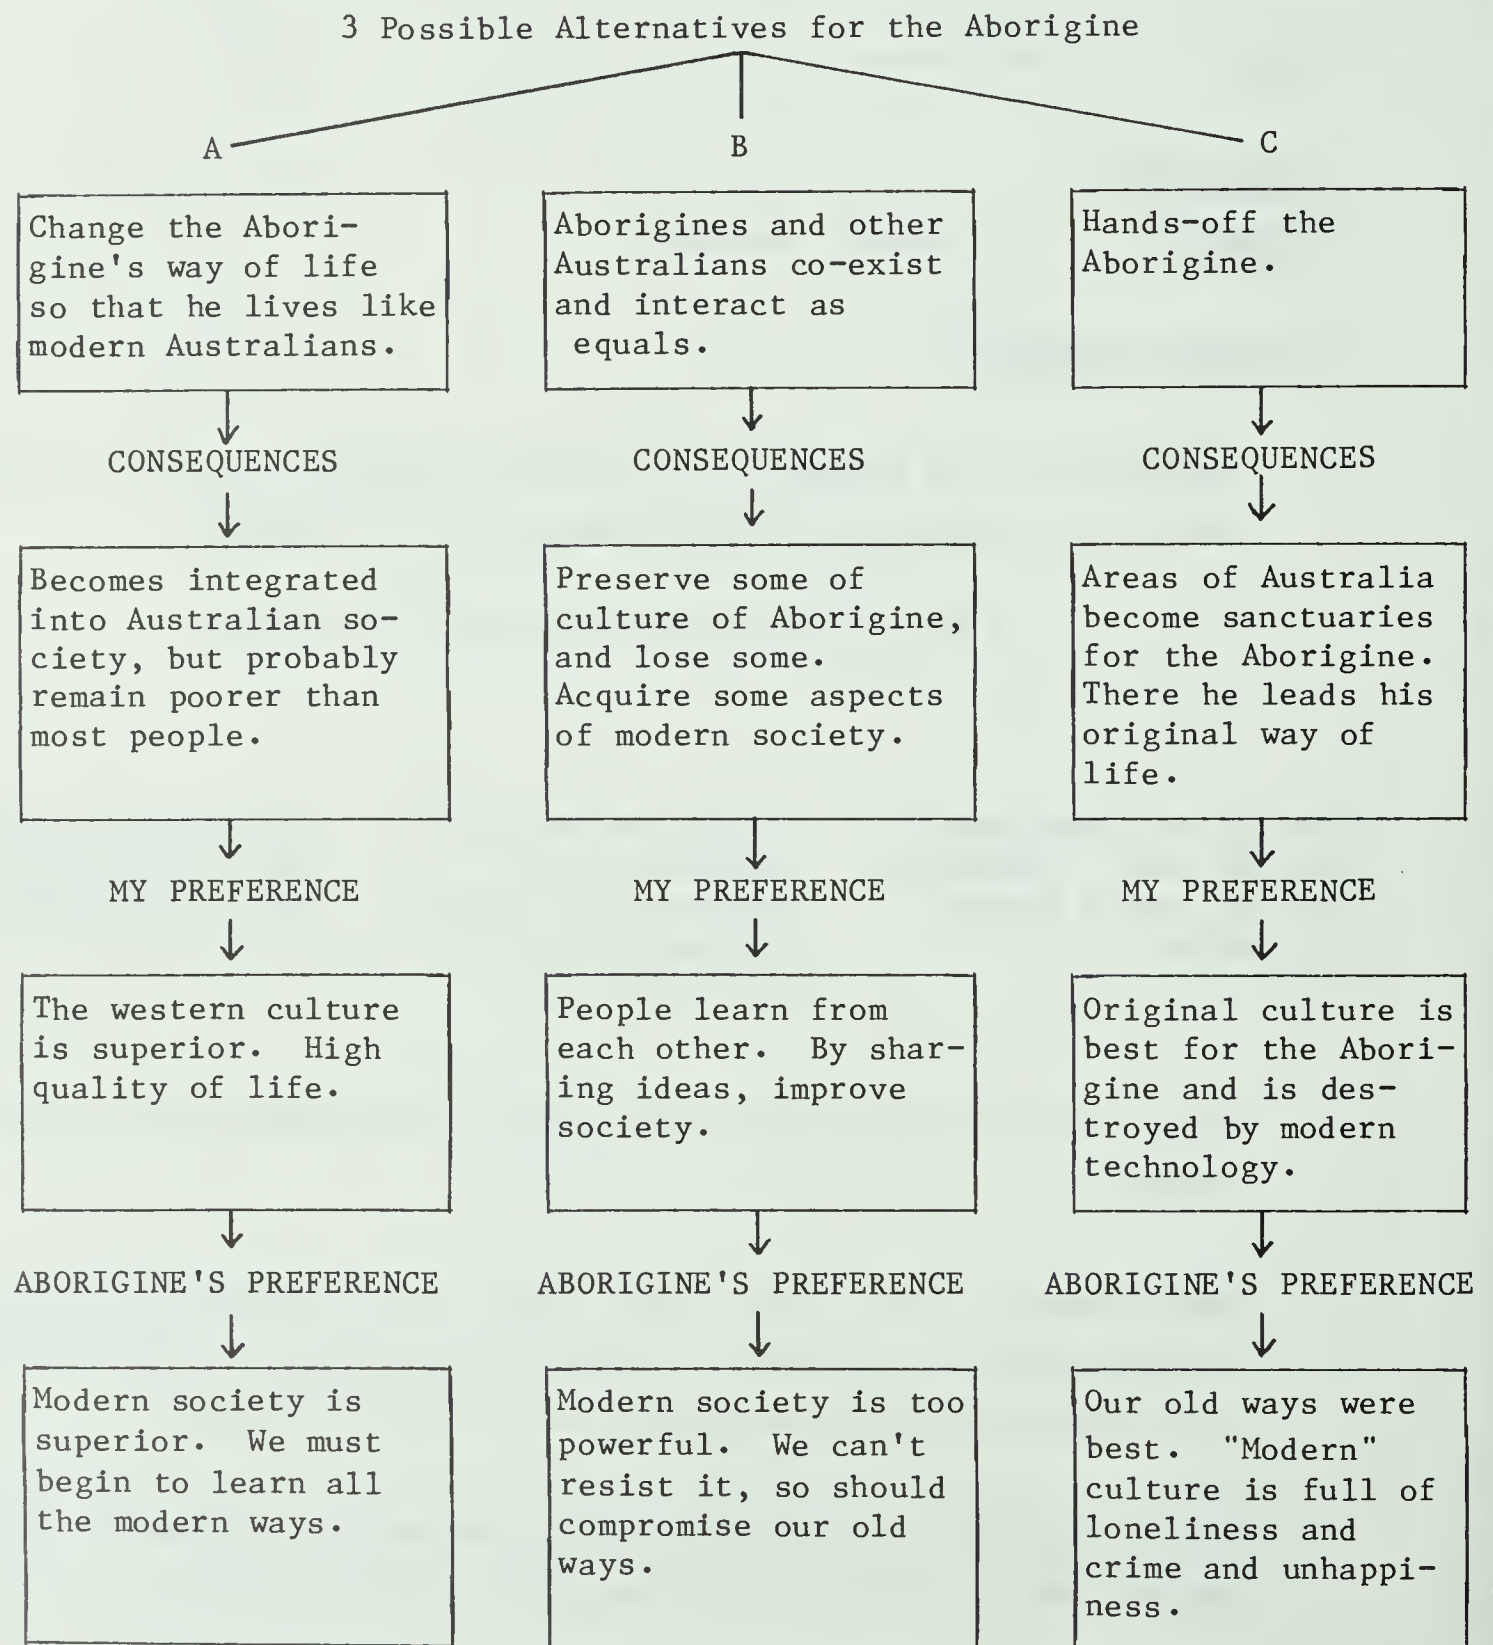 3 Possible Alternatives for the Aborigine
A
B
C
Change the Abori-
gine's way of life
so that he lives like
modern Australians.
Aborigines and other
Australians co-exist
and interact as
equals.
Hands-off the
Aborigine.
CONSEQUENCES
CONSEQUENCES
CONSEQUENCES
Becomes integrated
into Australian so-
ciety, but probably
remain poorer than
most people.
Preserve some of
culture of Aborigine,
and lose some.
Acquire some aspects
of modern society.
Areas of Australia
become sanctuaries
for the Aborigine.
There he leads his
original way of
life.
MY PREFERENCE
MY PREFERENCE
MY PREFERENCE
The western culture
is superior. High
quality of life.
People learn from
each other. By shar-
ing ideas, improve
society.
Original culture is
best for the Abori-
gine and is des-
troyed by modern
technology.
ABORIGINE'S PREFERENCE
ABORIGINE'S PREFERENCE
ABORIGINE'S PREFERENCE
Modern society is
superior. We must
begin to learn all
the modern ways.
Modern society is too
powerful. We can't
resist it, so should
compromise our old
ways.
Our old ways were
best. "Modern"
culture is full of
loneliness and
crime and unhappi-
ness.